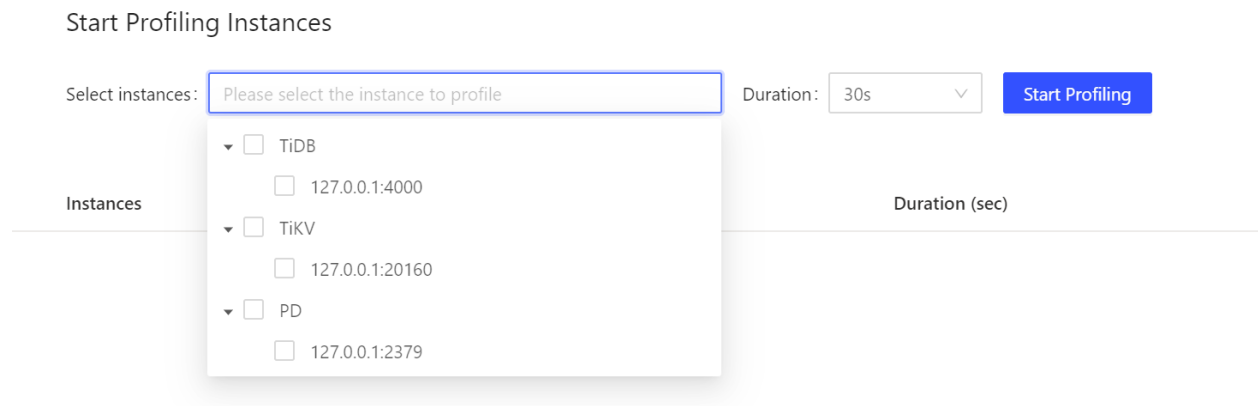 Start Profiling Instances
Select instances: Please select the instance to profile Duration: 30s Start Profiling
TiDB
127.0.0.1:4000
Instances Duration (sec)
TiKV
127.0.0.1:20160
PD
127.0.0.1:2379